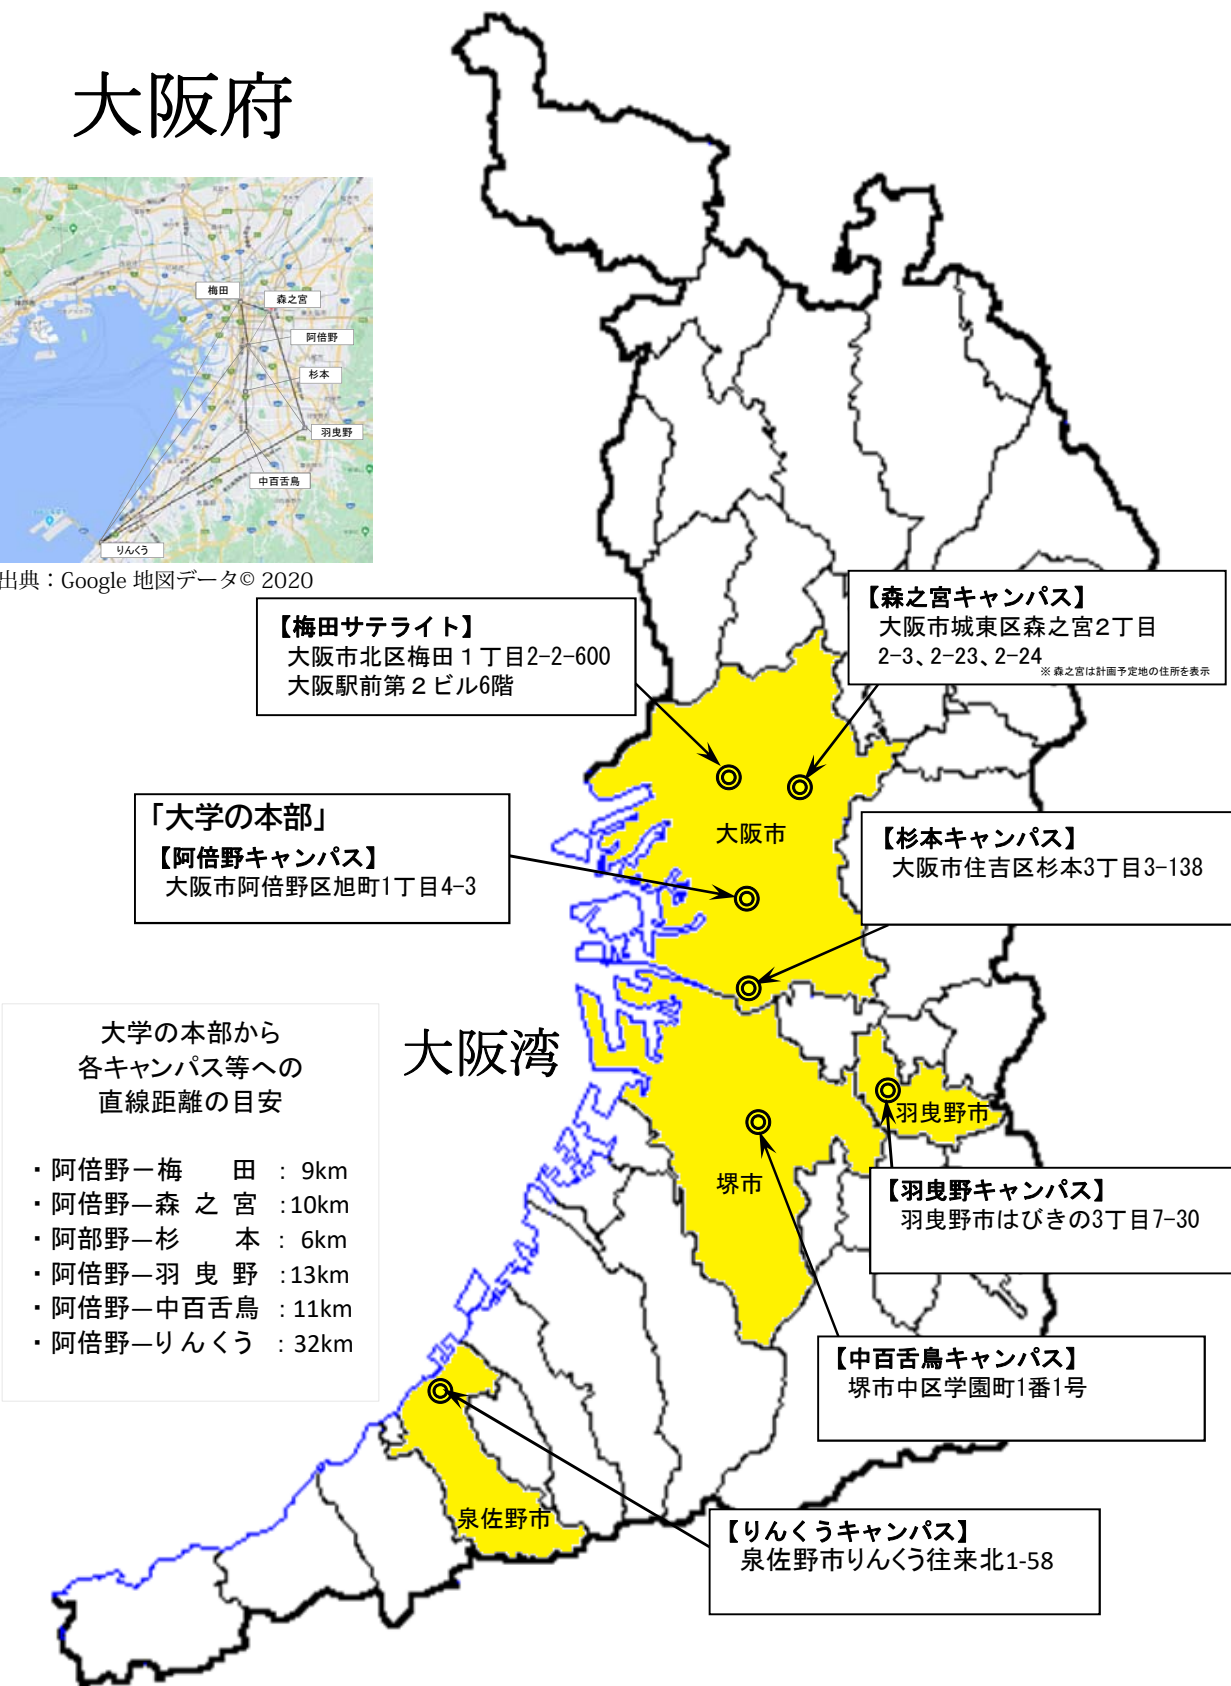 大阪府
梅田
森之宮
阿倍野
杉本
羽曳野
中百舌鳥
りんくう
出典：Google 地図データ© 2020
【梅田サテライト】
大阪市北区梅田１丁目2-2-600
大阪駅前第２ビル6階
【森之宮キャンパス】
大阪市城東区森之宮2丁目
2-3、2-23、2-24
※ 森之宮は計画予定地の住所を表示
「大学の本部」
【阿倍野キャンパス】
大阪市阿倍野区旭町1丁目4-3
大阪市
【杉本キャンパス】
大阪市住吉区杉本3丁目3-138
大学の本部から
各キャンパス等への
直線距離の目安
・阿倍野－梅　田 : 9km
・阿倍野―森之宮 :10km
・阿部野―杉　本 : 6km
・阿倍野―羽曳野 :13km
・阿倍野―中百舌鳥 : 11km
・阿倍野―りんくう : 32km
大阪湾
羽曳野市
堺市
【羽曳野キャンパス】
羽曳野市はびきの3丁目7-30
【中百舌鳥キャンパス】
堺市中区学園町1番1号
泉佐野市
【りんくうキャンパス】
泉佐野市りんくう往来北1-58